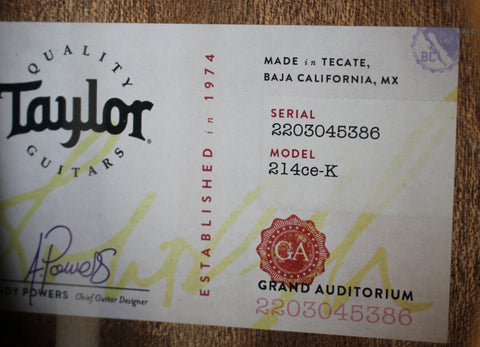 QUALITY
Taylor
GUITARS
ESTABLISHED in 1974
MADE in TECATE,
BAJA CALIFORNIA, MX
BC
SERIAL
2203045386
MODEL
214ce-K
GA
GRAND AUDITORIUM
2203045386
A Powers
NDY POWERS Chief Guitar Designer